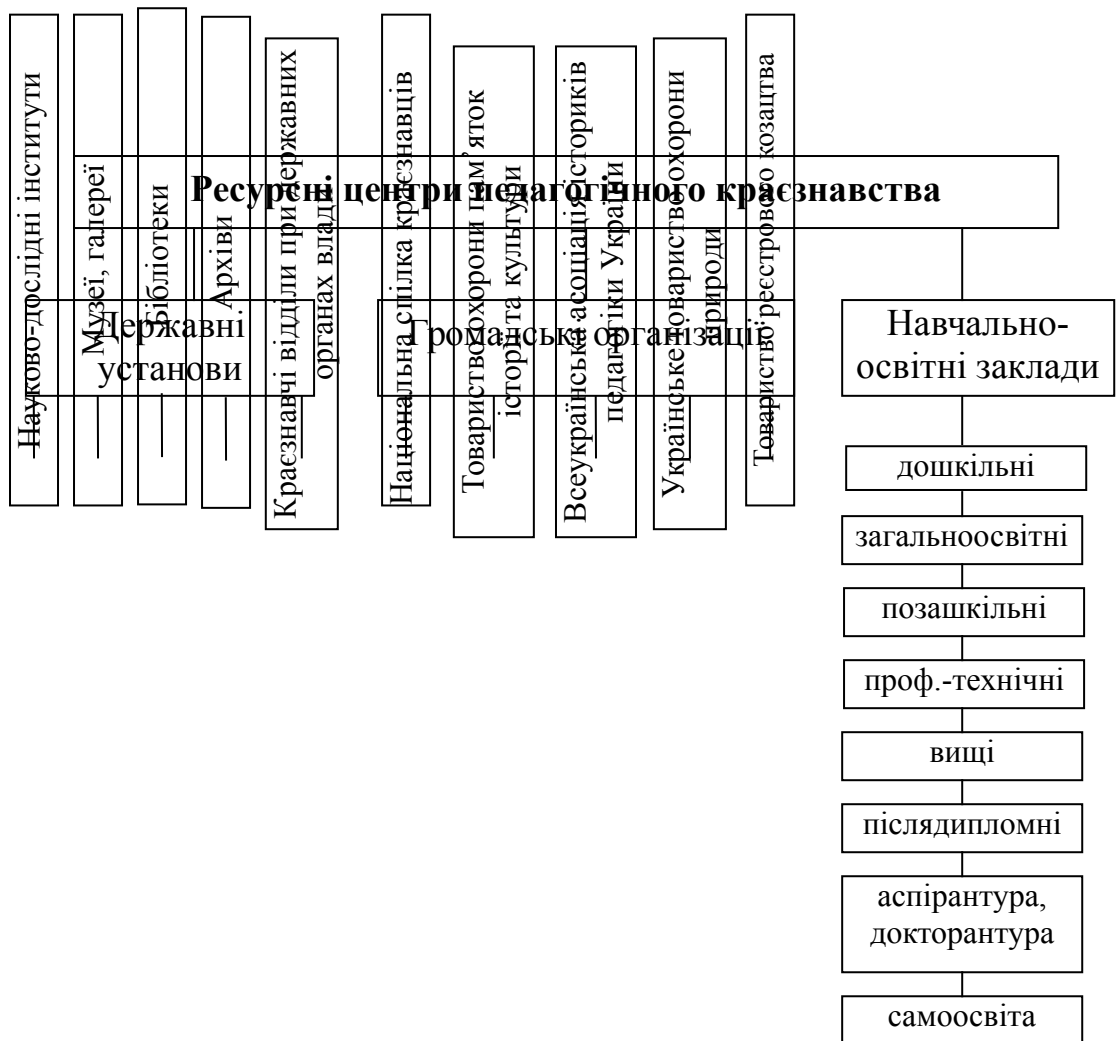 Ресурсні центри педагогічного краєзнавства
Державні
установи
Науково-дослідні інститути
Музеї, галереї
Бібліотеки
Архіви
Краєзнавчі відділи при державних
органах влади
Громадські організації
Національна спілка краєзнавців
Товариство охорони пам’яток
історії та культури
Всеукраїнські асоціація істориків
педагогіки України
Українське товариство охорони
природи
Товариство реєстрового козацтва
Навчально-
освітні заклади
дошкільні
загальноосвітні
позашкільні
проф.-технічні
вищі
післядипломні
аспірантура,
докторантура
самоосвіта